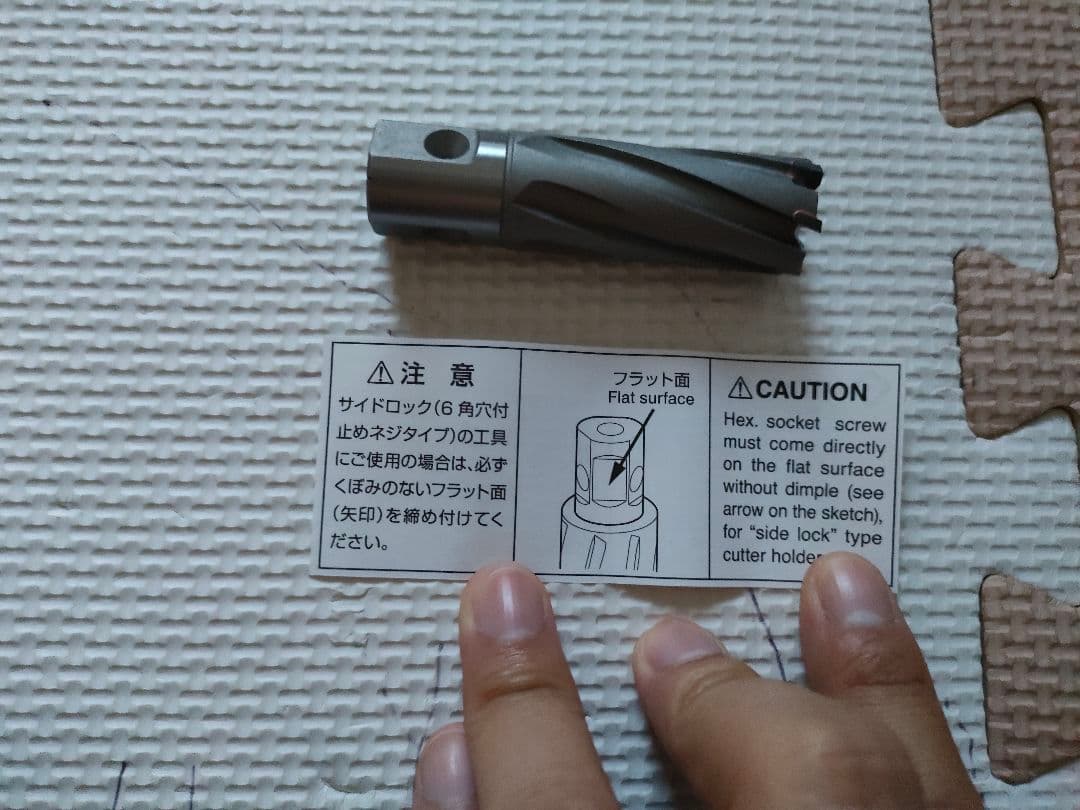 ⚠注 意
サイドロック(6角穴付
止めネジタイプ)の工具
にご使用の場合は、必ず
くぼみのないフラット面
(矢印)を締め付けてく
ださい。
フラット面
Flat surface
⚠CAUTION
Hex. socket screw
must come directly
on the flat surface
without dimple (see
arrow on the sketch),
for “side lock” type
cutter